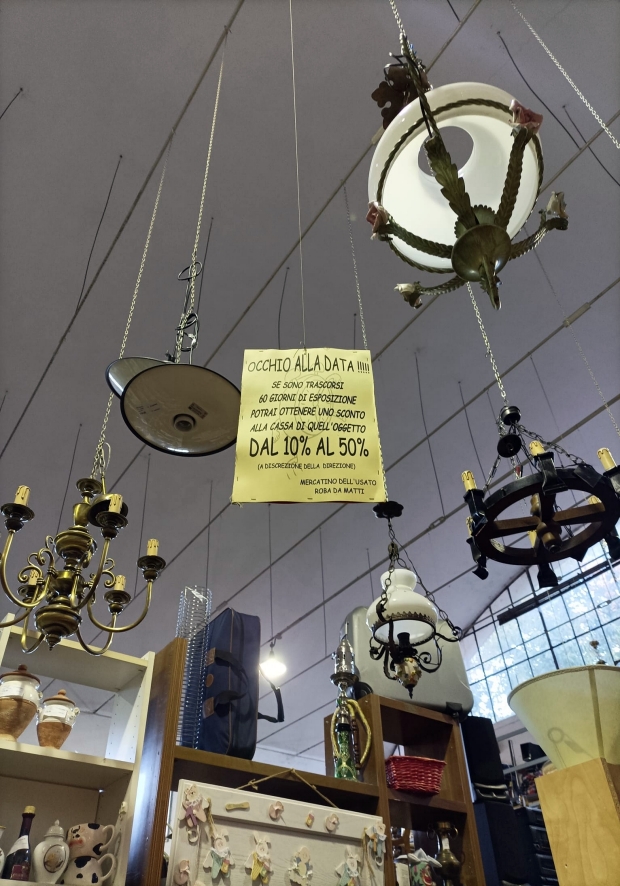 OCCHIO ALLA DATA !!!!!
SE SONO TRASCORSI
60 GIORNI DI ESPOSIZIONE
POTRAI OTTENERE UNO SCONTO
ALLA CASSA DI QUELL'OGGETTO
DAL 10% AL 50%
(A DISCREZIONE DELLA DIREZIONE)
MERCATINO DELL'USATO
ROBA DA MATTI